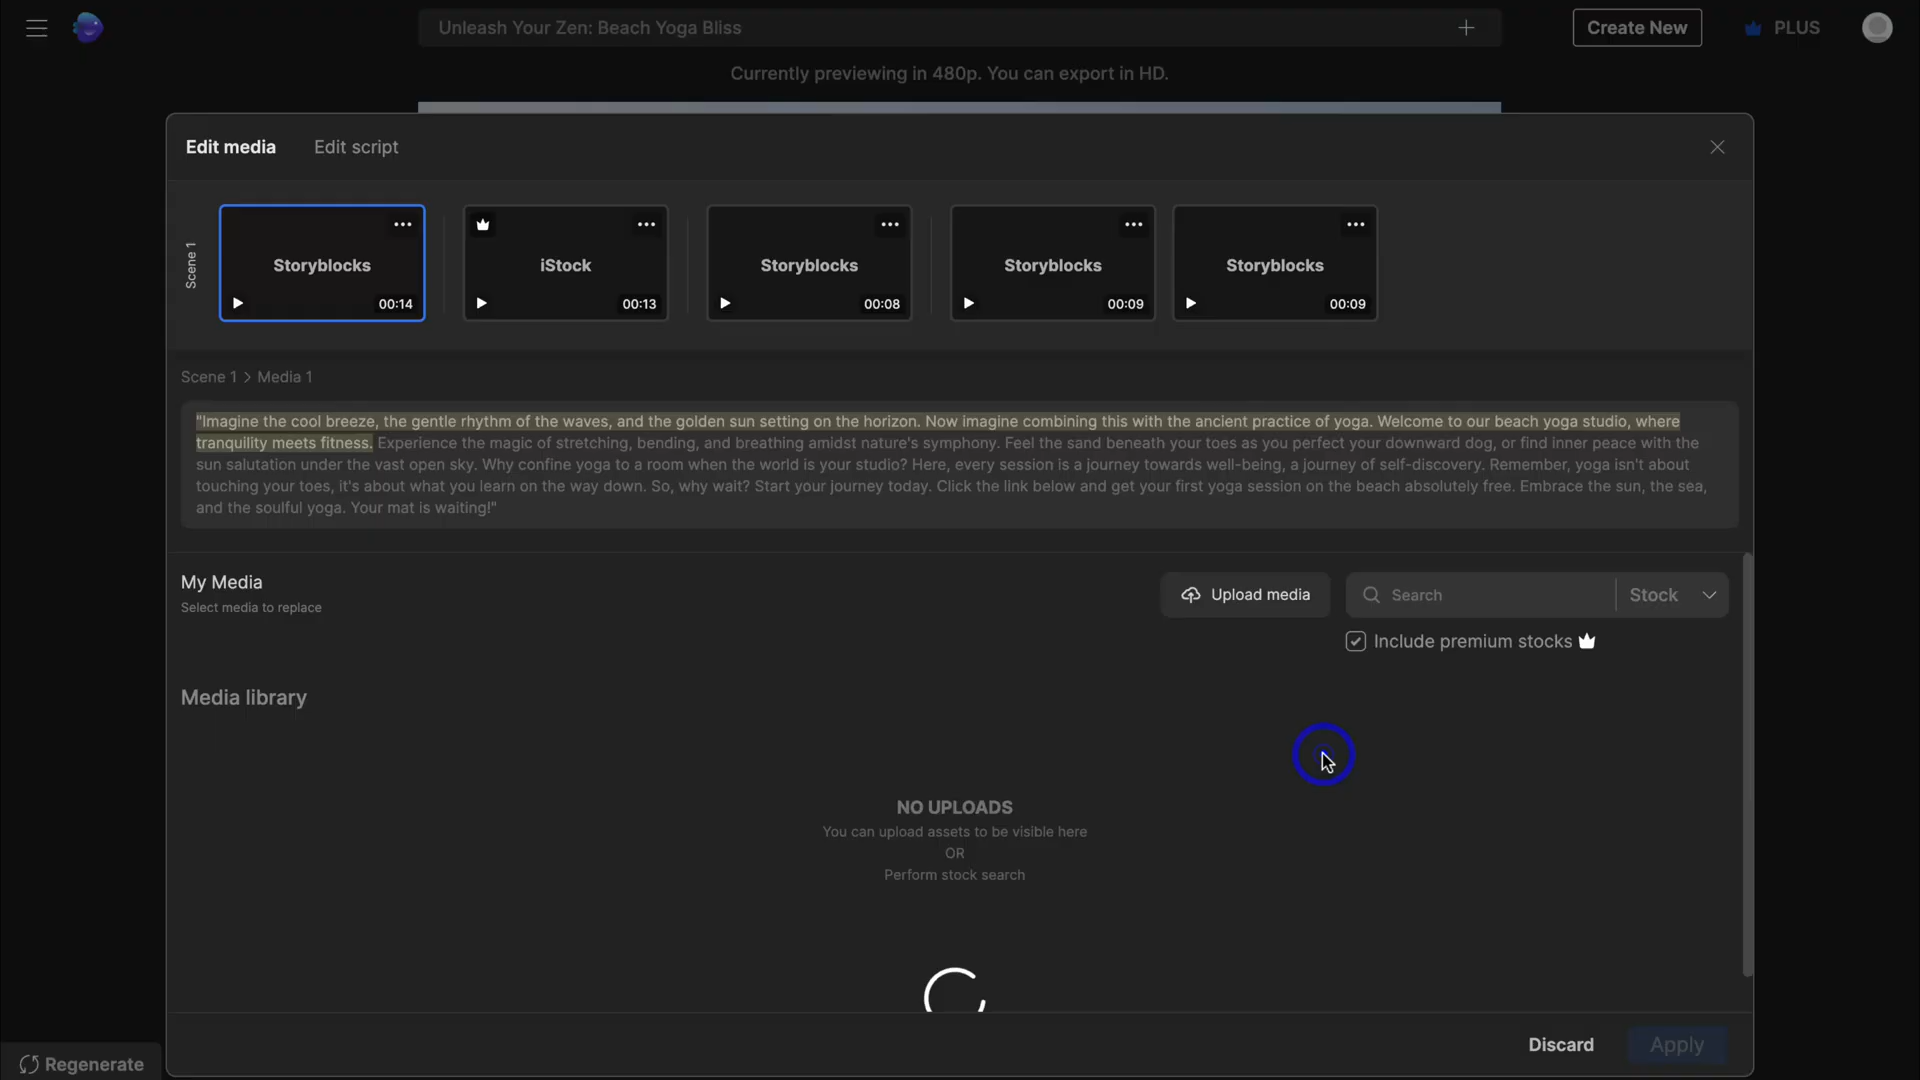 Unleash Your Zen: Beach Yoga Bliss
Create New
PLUS
Currently previewing in 480p. You can export in HD.
Edit media
Edit script
Scene 1
Storyblocks
00:14
iStock
00:13
Storyblocks
00:08
Storyblocks
00:09
Storyblocks
00:09
Scene 1 > Media 1
"Imagine the cool breeze, the gentle rhythm of the waves, and the golden sun setting on the horizon. Now imagine combining this with the ancient practice of yoga. Welcome to our beach yoga studio, where
tranquility meets fitness. Experience the magic of stretching, bending, and breathing amidst nature's symphony. Feel the sand beneath your toes as you perfect your downward dog, or find inner peace with the
sun salutation under the vast open sky. Why confine yoga to a room when the world is your studio? Here, every session is a journey towards well-being, a journey of self-discovery. Remember, yoga isn't about
touching your toes, it's about what you learn on the way down. So, why wait? Start your journey today. Click the link below and get your first yoga session on the beach absolutely free. Embrace the sun, the sea,
and the soulful yoga. Your mat is waiting!"
My Media
Select media to replace
Upload media
Search
Stock
Include premium stocks
Media library
NO UPLOADS
You can upload assets to be visible here
OR
Perform stock search
Discard
Apply
Regenerate